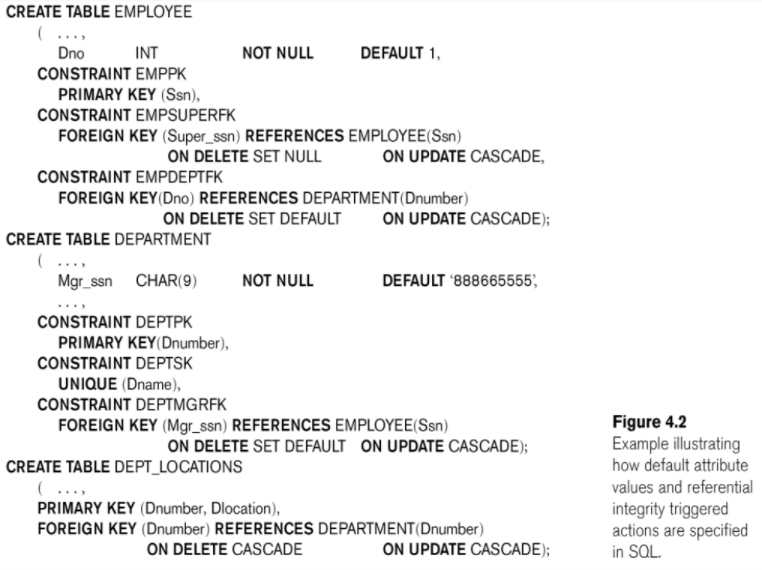 CREATE TABLE EMPLOYEE
( . . . ,
Dno INT NOT NULL DEFAULT 1,
CONSTRAINT EMPPK
PRIMARY KEY (Ssn),
CONSTRAINT EMPSUPERFK
FOREIGN KEY (Super_ssn) REFERENCES EMPLOYEE(Ssn)
ON DELETE SET NULL ON UPDATE CASCADE,
CONSTRAINT EMPDEPTFK
FOREIGN KEY(Dno) REFERENCES DEPARTMENT(Dnumber)
ON DELETE SET DEFAULT ON UPDATE CASCADE);
CREATE TABLE DEPARTMENT
( . . . ,
Mgr_ssn CHAR(9) NOT NULL DEFAULT ‘888665555’,
. . . ,
CONSTRAINT DEPTPK
PRIMARY KEY(Dnumber),
CONSTRAINT DEPTSK
UNIQUE (Dname),
CONSTRAINT DEPTMGRFK
FOREIGN KEY (Mgr_ssn) REFERENCES EMPLOYEE(Ssn)
ON DELETE SET DEFAULT ON UPDATE CASCADE);
CREATE TABLE DEPT_LOCATIONS
( . . . ,
PRIMARY KEY (Dnumber, Dlocation),
FOREIGN KEY (Dnumber) REFERENCES DEPARTMENT(Dnumber)
ON DELETE CASCADE ON UPDATE CASCADE);
Figure 4.2
Example illustrating
how default attribute
values and referential
integrity triggered
actions are specified
in SQL.